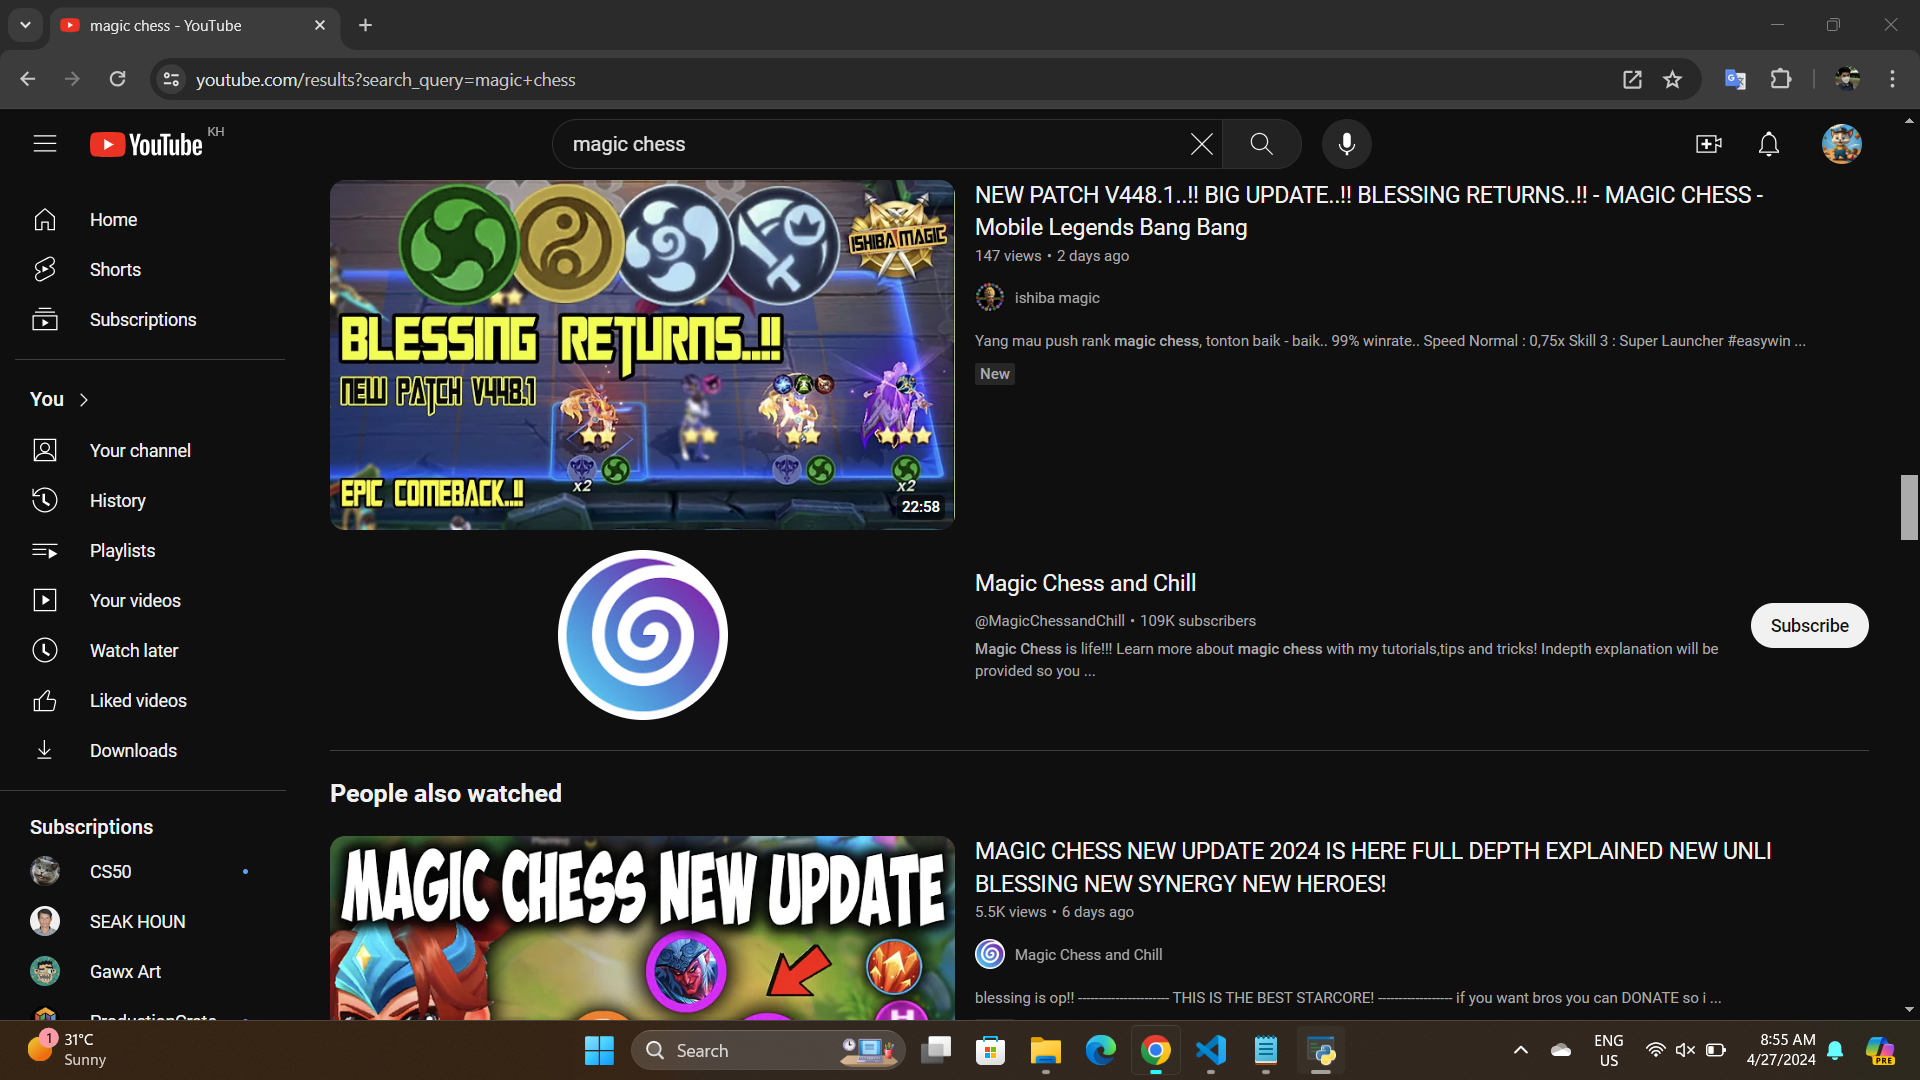 magic chess - YouTube
youtube.com/results?search_query=magic+chess
YouTube KH
magic chess
Home
Shorts
Subscriptions
You
Your channel
History
Playlists
Your videos
Watch later
Liked videos
Downloads
Subscriptions
CS50
SEAK HOUN
Gawx Art
ISHIBA MAGIC
BLESSING RETURNS..!!
NEW PATCH V448.1
x2
x2
EPIC COMEBACK..!!
22:58
NEW PATCH V448.1..!! BIG UPDATE..!! BLESSING RETURNS..!! - MAGIC CHESS -
Mobile Legends Bang Bang
147 views • 2 days ago
ishiba magic
Yang mau push rank magic chess, tonton baik - baik.. 99% winrate.. Speed Normal : 0,75x Skill 3 : Super Launcher #easywin ...
New
Magic Chess and Chill
@MagicChessandChill • 109K subscribers
Magic Chess is life!!! Learn more about magic chess with my tutorials,tips and tricks! Indepth explanation will be
provided so you ...
Subscribe
People also watched
MAGIC CHESS NEW UPDATE
MAGIC CHESS NEW UPDATE 2024 IS HERE FULL DEPTH EXPLAINED NEW UNLI
BLESSING NEW SYNERGY NEW HEROES!
5.5K views • 6 days ago
Magic Chess and Chill
blessing is op!! --------------------- THIS IS THE BEST STARCORE! ----------------- if you want bros you can DONATE so i ...
1
31°C
Sunny
Search
ENG
US
8:55 AM
4/27/2024
PRE